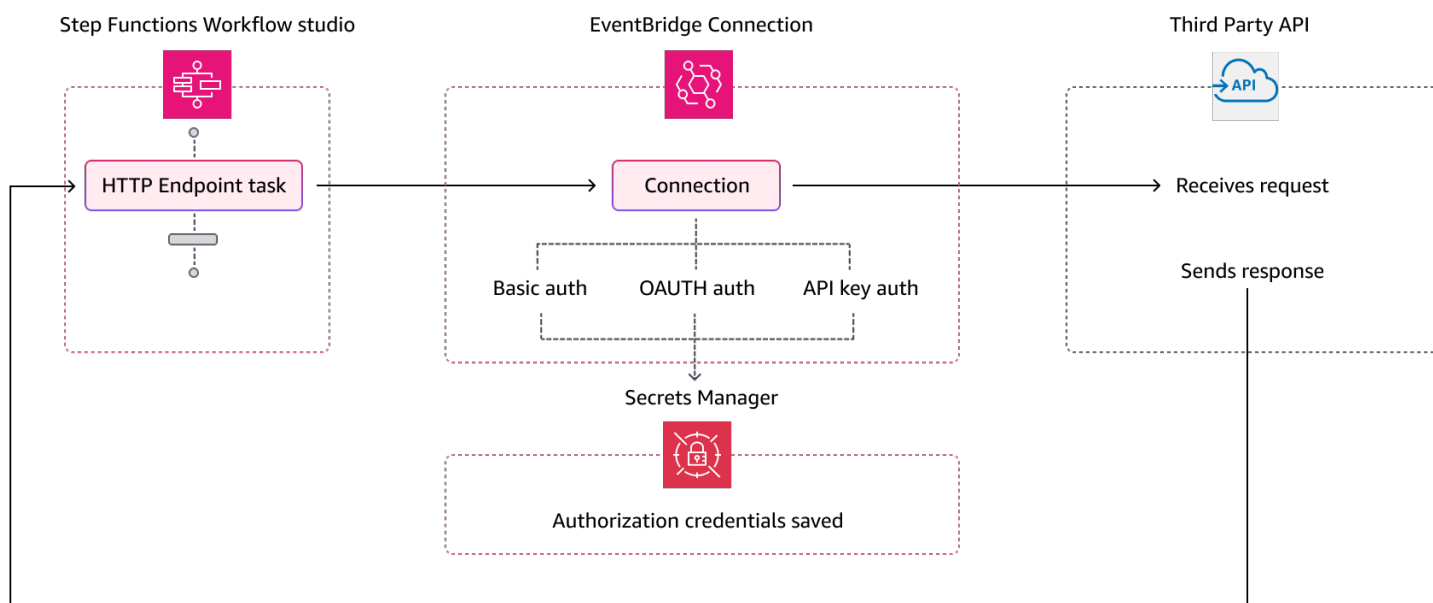 Step Functions Workflow studio
EventBridge Connection
Third Party API
API
HTTP Endpoint task
Connection
Receives request
Sends response
Basic auth
OAUTH auth
API key auth
Secrets Manager
Authorization credentials saved